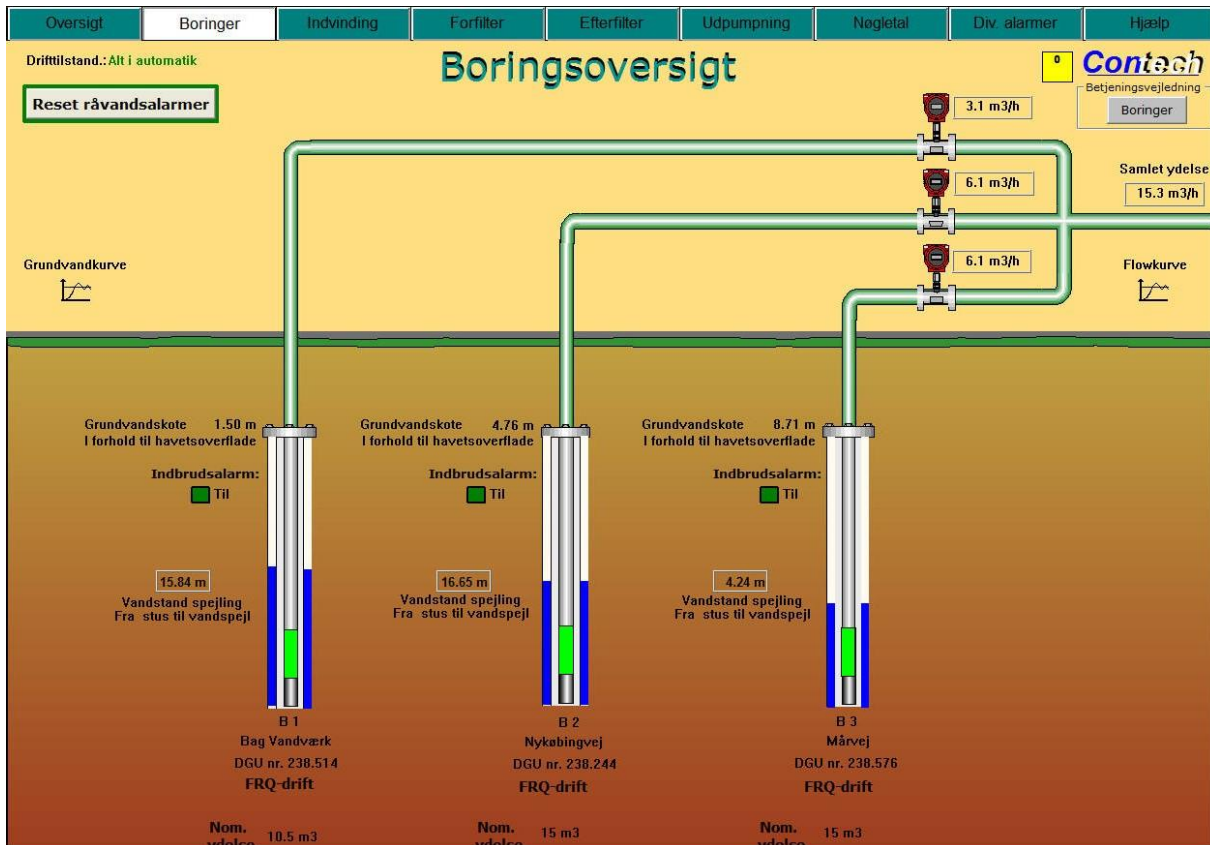 Oversigt
Boringer
Indvinding
Forfilter
Efterfilter
Udpumpning
Nøgletal
Div. alarmer
Hjælp
Drifttilstand.: Alt i automatik
Reset råvandsalarmer
Boringsoversigt
0
Contech
Betjeningsvejledning
Boringer
3.1 m3/h
6.1 m3/h
6.1 m3/h
Samlet ydelse
15.3 m3/h
Grundvandkurve
Flowkurve
Grundvandskote 1.50 m
I forhold til havetsoverflade
Indbrudsalarm:
Til
15.84 m
Vandstand spejling
Fra stus til vandspejl
B 1
Bag Vandværk
DGU nr. 238.514
FRQ-drift
Nom. ydelse 10.5 m3
Grundvandskote 4.76 m
I forhold til havetsoverflade
Indbrudsalarm:
Til
16.65 m
Vandstand spejling
Fra stus til vandspejl
B 2
Nykøbingvej
DGU nr. 238.244
FRQ-drift
Nom. ydelse 15 m3
Grundvandskote 8.71 m
I forhold til havetsoverflade
Indbrudsalarm:
Til
4.24 m
Vandstand spejling
Fra stus til vandspejl
B 3
Mårvej
DGU nr. 238.576
FRQ-drift
Nom. ydelse 15 m3